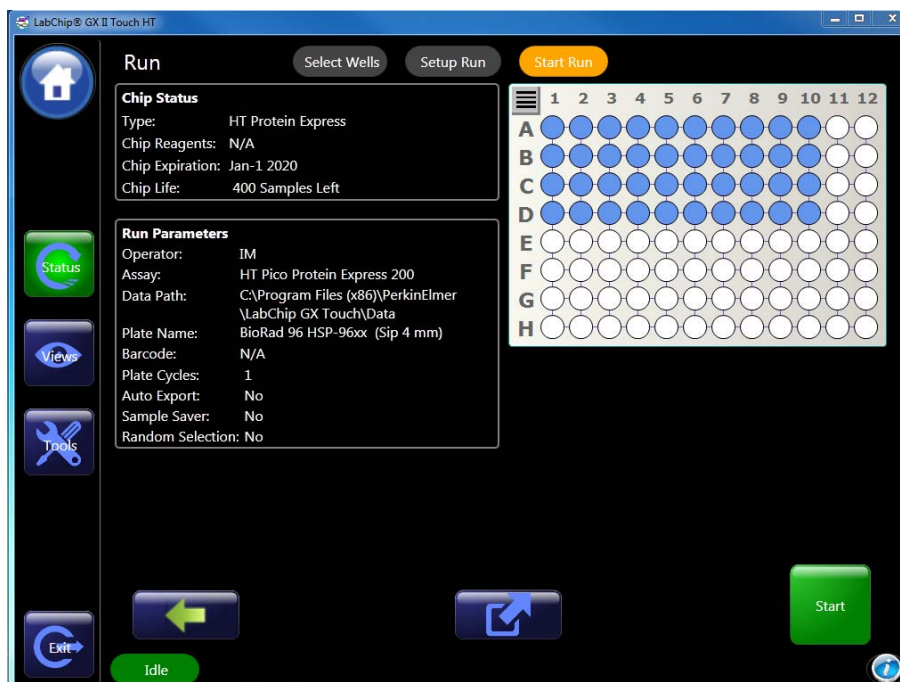 LabChip® GX II Touch HT
Run
Select Wells
Setup Run
Start Run
Chip Status
Type: HT Protein Express
Chip Reagents: N/A
Chip Expiration: Jan-1 2020
Chip Life: 400 Samples Left
1 2 3 4 5 6 7 8 9 10 11 12
A
B
C
D
E
F
G
H
Run Parameters
Operator: IM
Assay: HT Pico Protein Express 200
Data Path: C:\Program Files (x86)\PerkinElmer
\LabChip GX Touch\Data
Plate Name: BioRad 96 HSP-96xx (Sip 4 mm)
Barcode: N/A
Plate Cycles: 1
Auto Export: No
Sample Saver: No
Random Selection: No
Status
Views
Tools
Exit
Start
Idle